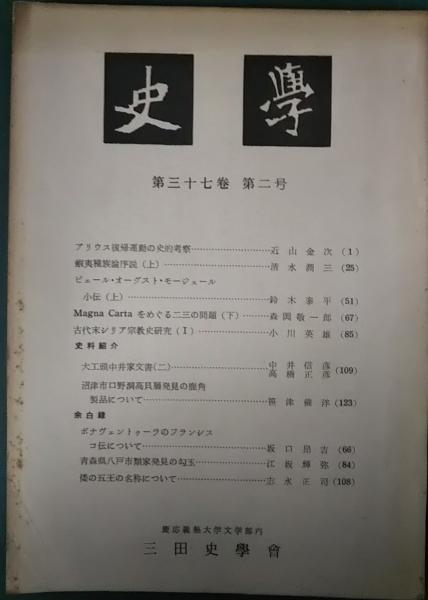 史學
第三十七卷 第二号
アリウス復帰運動の史的考察……………近山金次 (1)
蝦夷種族論序説(上)……………清水潤三 (25)
ピエール・オーグスト・モージェール
小伝(上)……………鈴木泰平 (51)
Magna Carta をめぐる二三の問題(下)……森岡敬一郎 (67)
古代末シリア宗教史研究(I)……………小川英雄 (85)
史料紹介
大工頭中井家文書(二)……………中井信彦
高橋正彦 (109)
沼津市口野洞高貝層発見の鹿角
製品について……………笹津備洋 (123)
余白録
ボナヴェントゥーラのフランシス
コ伝について……………坂口昂吉 (66)
青森県八戸市類家発見の勾玉……………江坂輝弥 (84)
倭の五王の名称について……………志水正司 (108)
慶応義塾大学文学部内
三田史學會